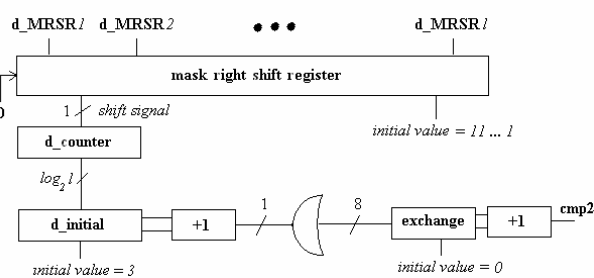 d_MRSR1 d_MRSR2 ••• d_MRSRl
mask right shift register
0
1 shift signal
initial value = 11 ... 1
d_counter
log2l
d_initial
+1
1
8
exchange
+1
cmp2
initial value = 3
initial value = 0